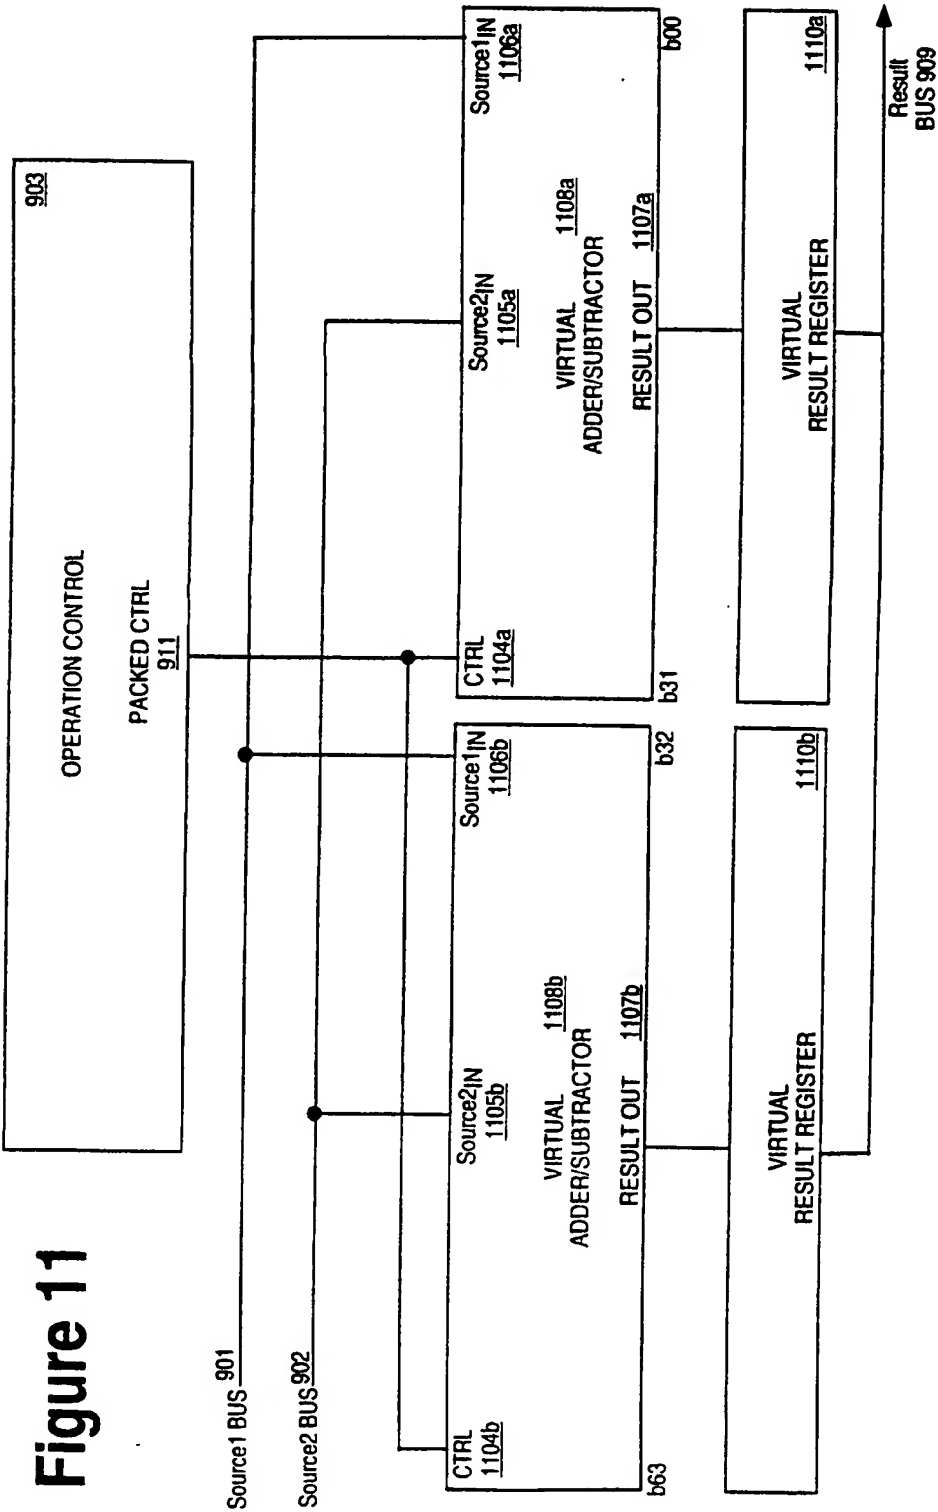 Figure 11
OPERATION CONTROL
903
PACKED CTRL
911
Source1 BUS 901
Source2 BUS 902
CTRL
1104b
Source2IN
1105b
Source1IN
1106b
VIRTUAL
ADDER/SUBTRACTOR
1108b
RESULT OUT 1107b
b63
b32
CTRL
1104a
Source2IN
1105a
Source1IN
1106a
VIRTUAL
ADDER/SUBTRACTOR
1108a
RESULT OUT 1107a
b31
b00
VIRTUAL
RESULT REGISTER
1110b
VIRTUAL
RESULT REGISTER
1110a
Result
BUS 909